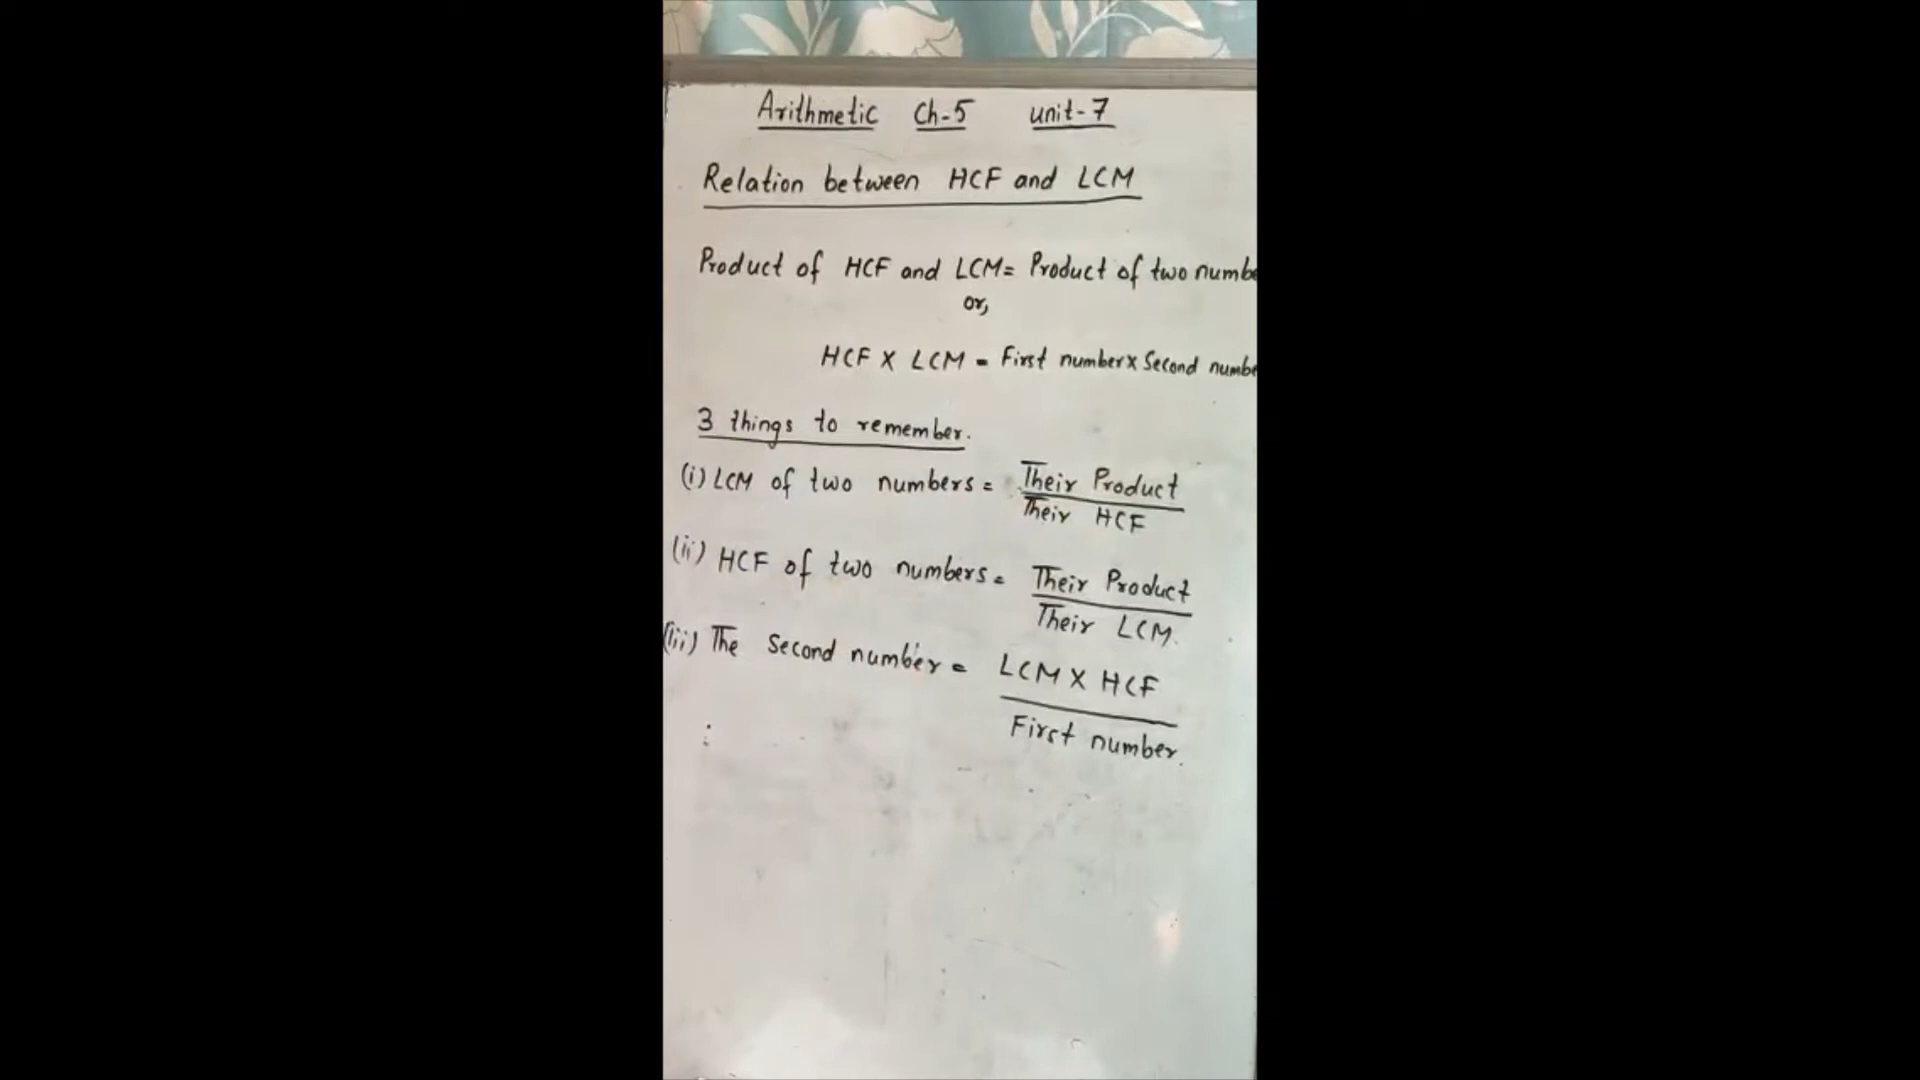 Arithmetic Ch-5 unit-7
Relation between HCF and LCM
Product of HCF and LCM = Product of two numbe
or,
HCF X LCM = First number x Second numbe
3 things to remember.
(i) LCM of two numbers = Their Product
Their HCF
(ii) HCF of two numbers = Their Product
Their LCM.
(iii) The Second number = LCM X HCF
First number.